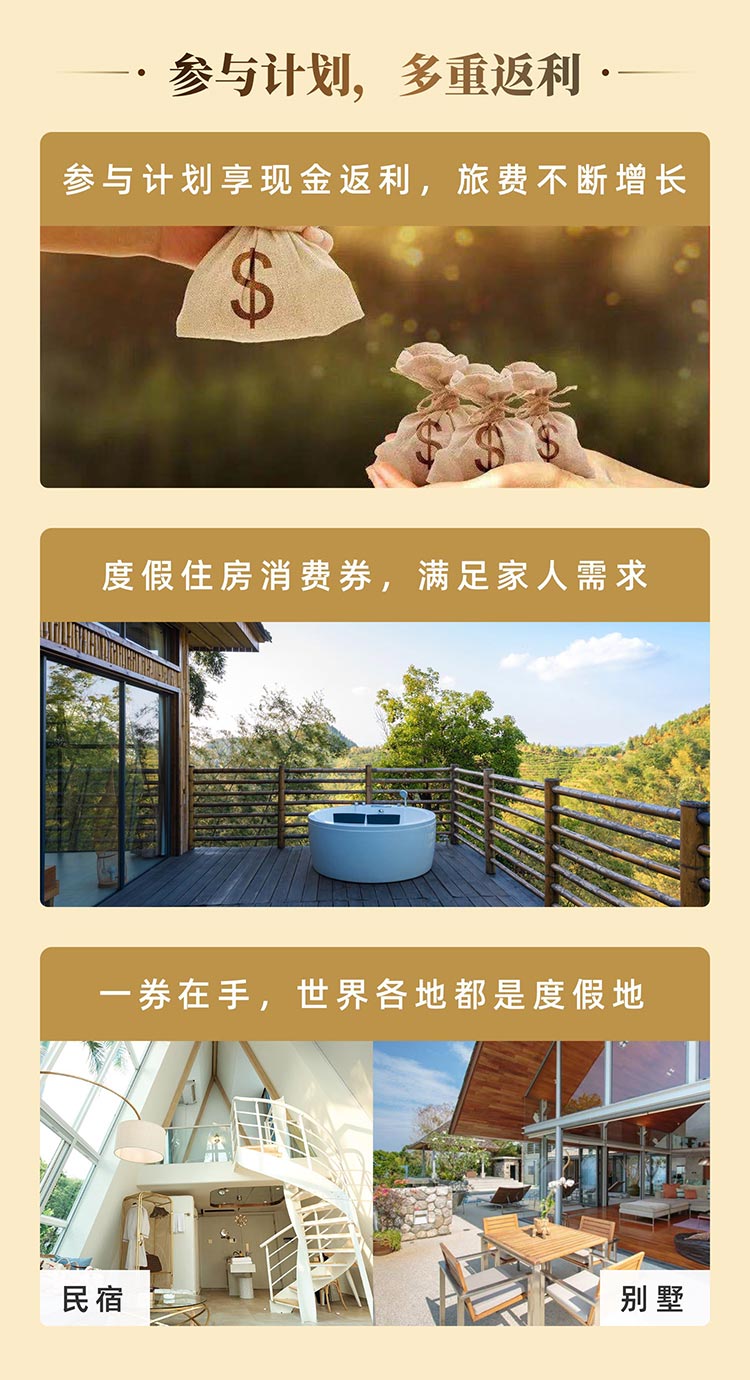 参与计划，多重返利
参与计划享现金返利，旅费不断增长
$
$
$
$
度假住房消费券，满足家人需求
一券在手，世界各地都是度假地
民宿
别墅